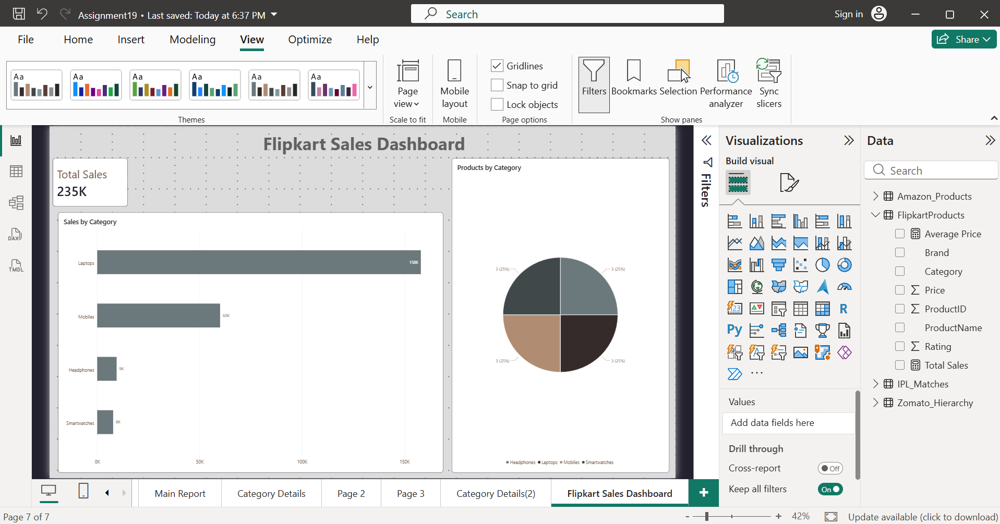 Assignment19 • Last saved: Today at 6:37 PM
Search
Sign in
File
Home
Insert
Modeling
View
Optimize
Help
Share
Aa
Aa
Aa
Aa
Aa
Aa
Themes
Page view
Scale to fit
Mobile layout
Mobile
Gridlines
Snap to grid
Lock objects
Page options
Filters
Bookmarks
Selection
Performance analyzer
Sync slicers
Show panes
DAX
TMDL
Flipkart Sales Dashboard
Total Sales
235K
Sales by Category
Laptops
158K
Mobiles
60K
Headphones
9K
Smartwatches
8K
0K
50K
100K
150K
Products by Category
3 (25%)
3 (25%)
3 (25%)
3 (25%)
Headphones
Laptops
Mobiles
Smartwatches
Filters
Visualizations
Build visual
123
R
Py
Values
Add data fields here
Drill through
Cross-report
Off
Keep all filters
On
Data
Search
Amazon_Products
FlipkartProducts
Average Price
Brand
Category
Σ Price
Σ ProductID
ProductName
Σ Rating
Total Sales
IPL_Matches
Zomato_Hierarchy
Main Report
Category Details
Page 2
Page 3
Category Details(2)
Flipkart Sales Dashboard
+
Page 7 of 7
- +
42%
Update available (click to download)